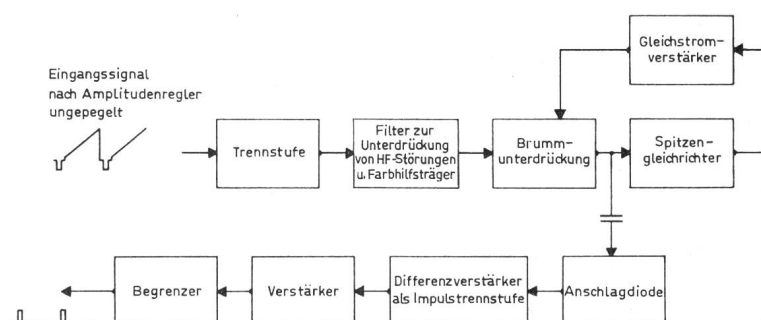 Gleichstrom-
verstärker
Eingangssignal
nach Amplitudenregler
ungepegelt
Trennstufe
Filter zur
Unterdrückung
von HF-Störungen
u. Farbhilfsträger
Brumm-
unterdrückung
Spitzen-
gleichrichter
Begrenzer
Verstärker
Differenzverstärker
als Impulstrennstufe
Anschlagdiode